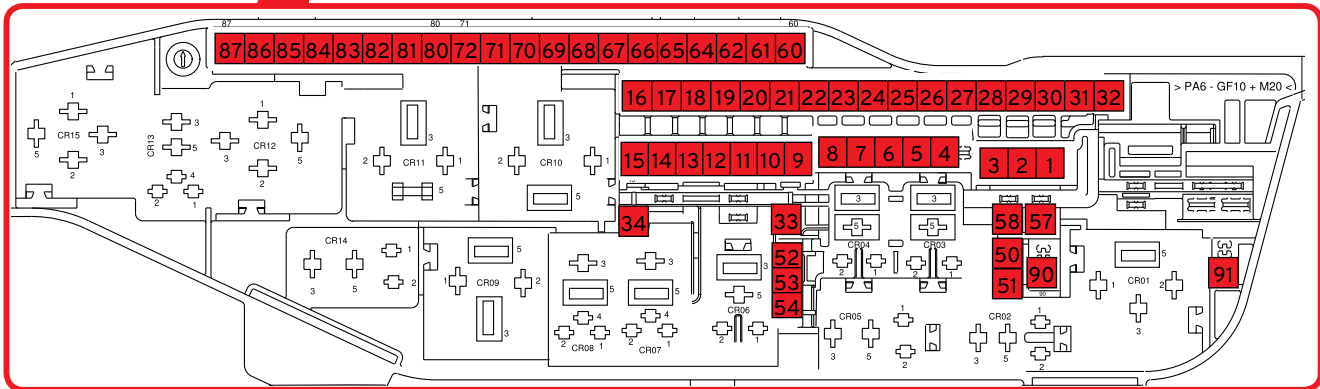 87 80 71 60
87 86 85 84 83 82 81 80 72 71 70 69 68 67 66 65 64 62 61 60
16 17 18 19 20 21 22 23 24 25 26 27 28 29 30 31 32
> PA6 - GF10 + M20 <
15 14 13 12 11 10 9
8 7 6 5 4
3 2 1
1 5 3 2 CR15
CR13 3 5 4 2 1
1 3 5 2 CR12
3 2 1 5 CR11
3 2 1 5 CR10
34 33
58 57
52 53 54
50 51 90
90
91
CR14 1 2 3 5
5 1 2 3 CR09
3 5 4 2 1 CR08
3 5 4 2 1 CR07
3 5 2 1 CR06
3 5 2 1 CR04
3 5 2 1 CR03
CR05 1 2 3 5
CR02 1 2 3 5
5 1 2 3 CR01